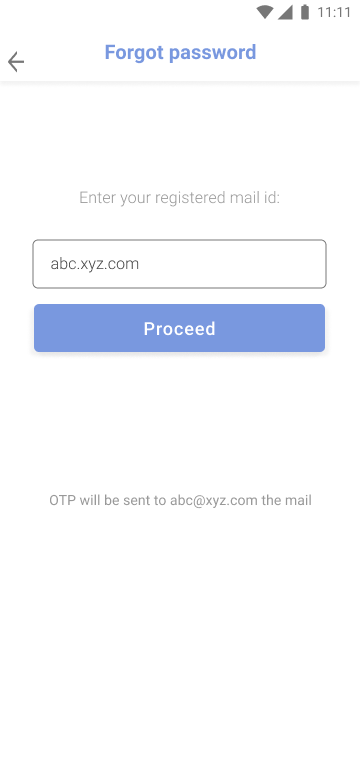 11:11
Forgot password
Enter your registered mail id:
abc.xyz.com
Proceed
OTP will be sent to abc@xyz.com the mail